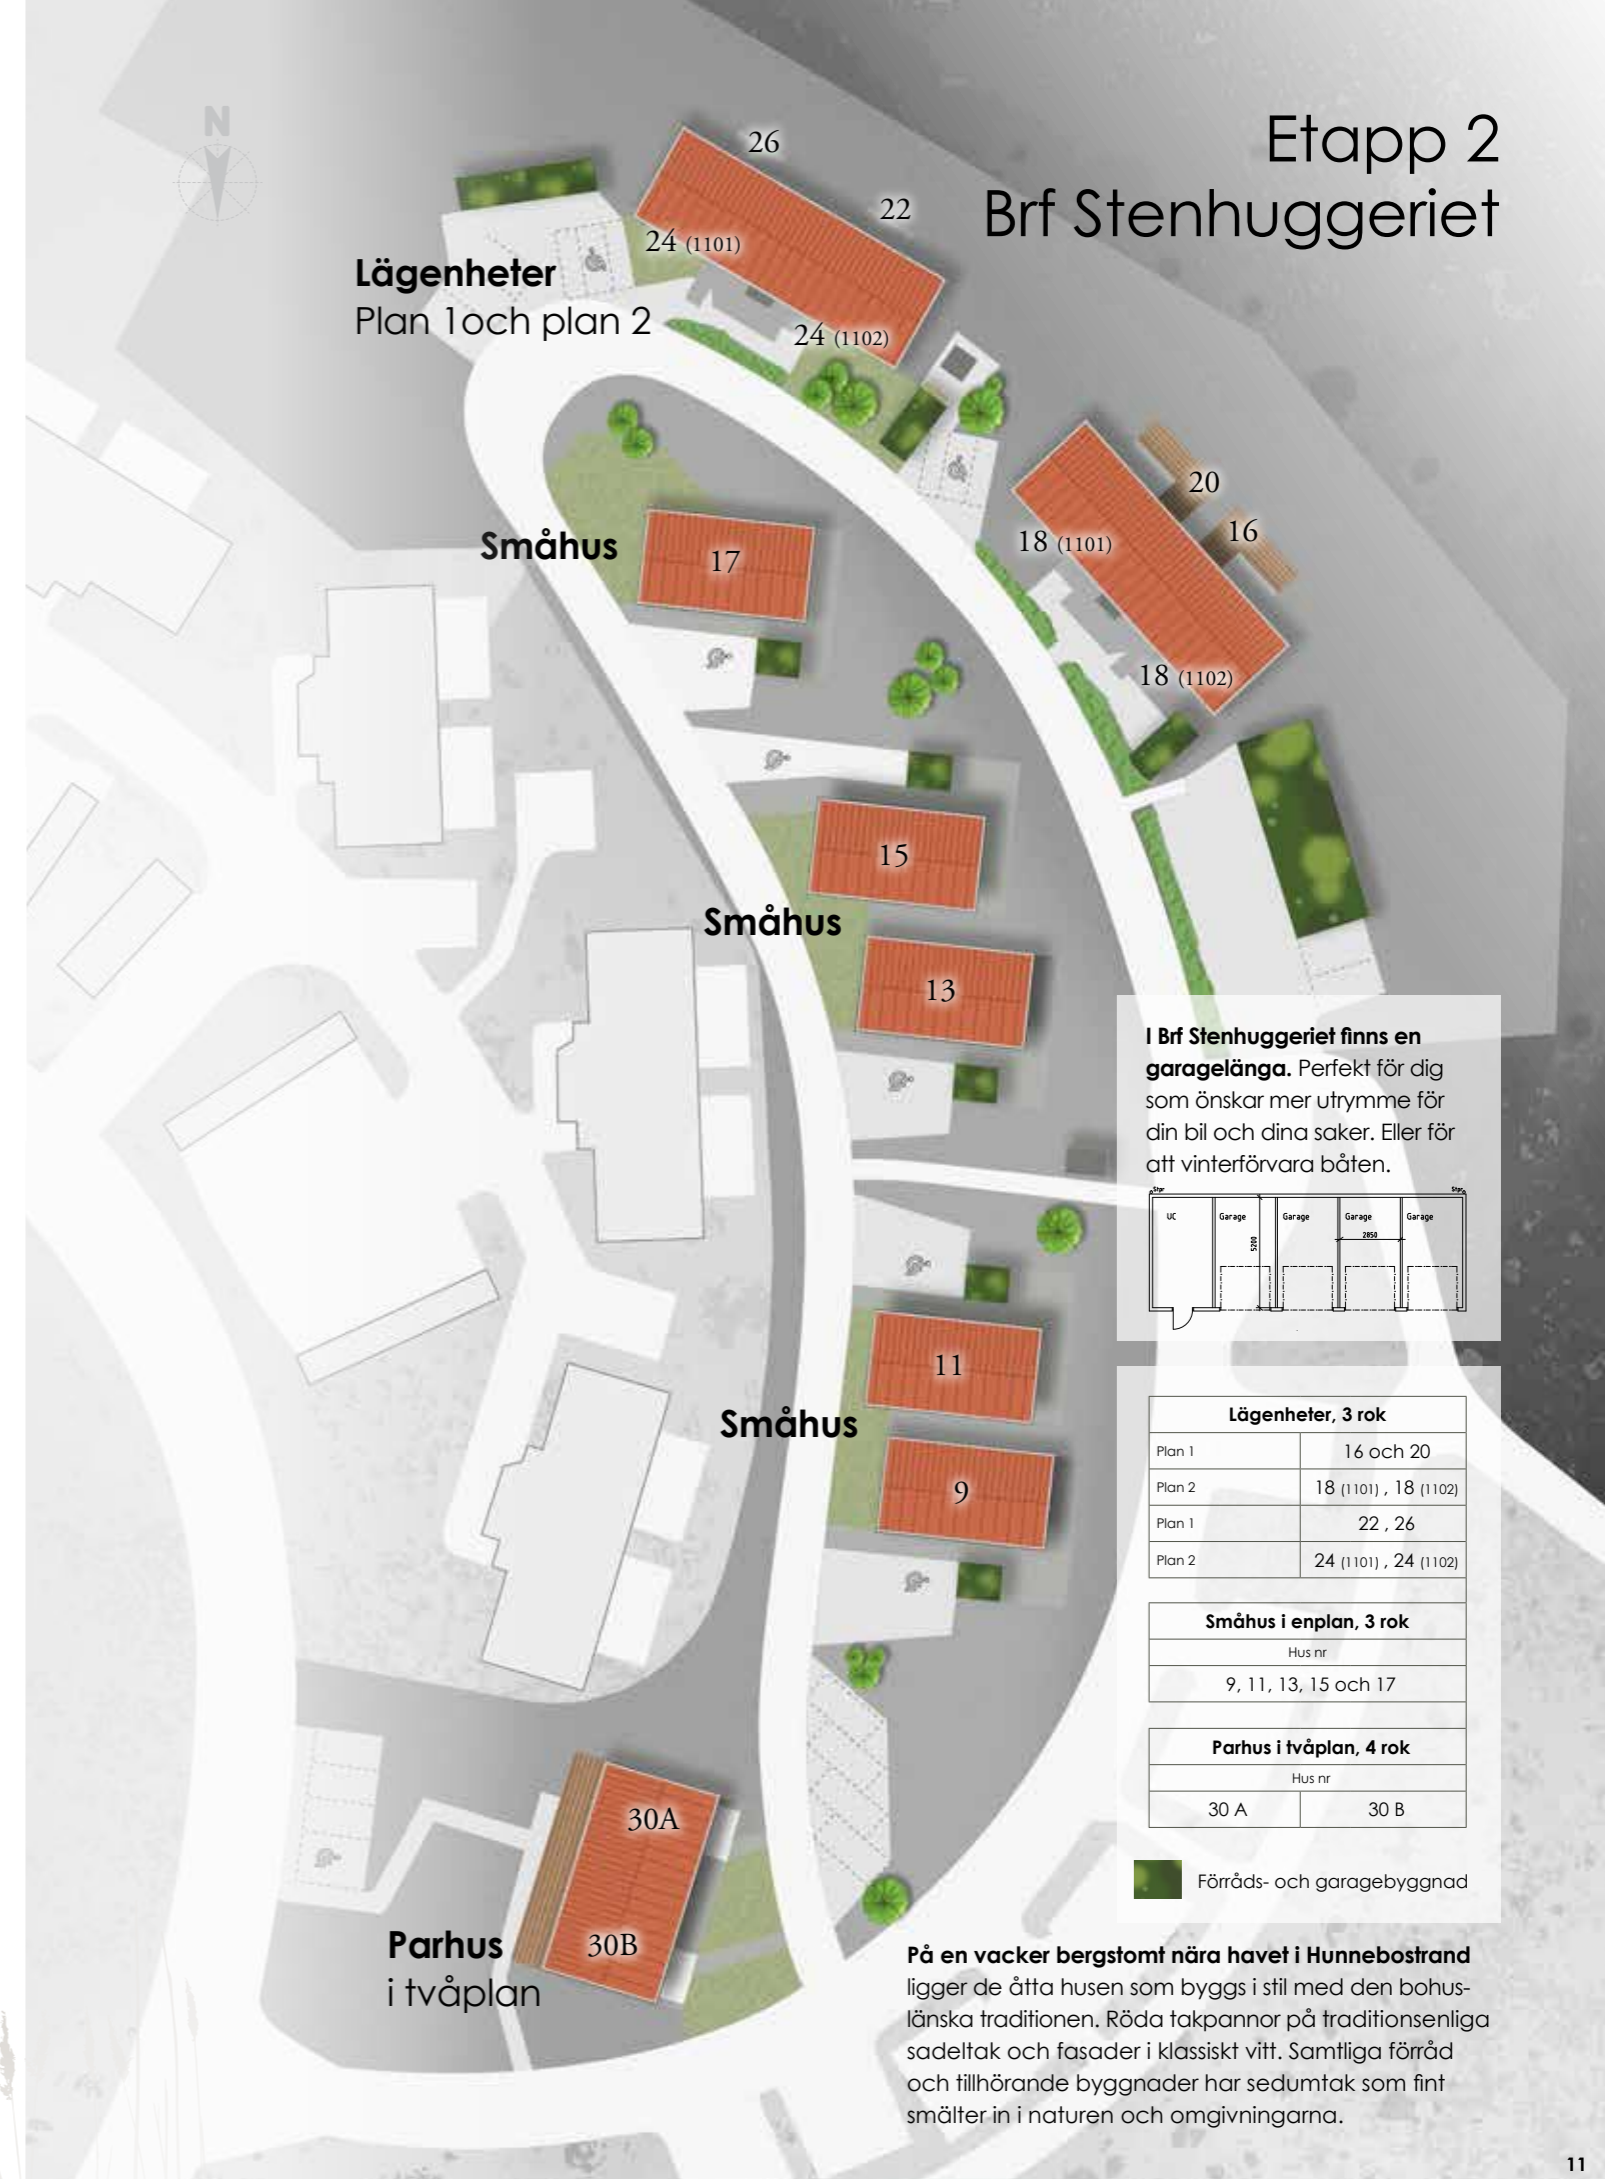 N
Etapp 2
Brf Stenhuggeriet
26
22
24 (1101)
24 (1102)
Lägenheter
Plan 1och plan 2
20
16
18 (1101)
18 (1102)
Småhus
17
15
Småhus
13
I Brf Stenhuggeriet finns en
garagelänga. Perfekt för dig
som önskar mer utrymme för
din bil och dina saker. Eller för
att vinterförvara båten.
Stpr Stpr
UC Garage Garage Garage Garage
5200
2850
11
Småhus
9
Lägenheter, 3 rok
Plan 1 16 och 20
Plan 2 18 (1101) , 18 (1102)
Plan 1 22 , 26
Plan 2 24 (1101) , 24 (1102)
Småhus i enplan, 3 rok
Hus nr
9, 11, 13, 15 och 17
Parhus i tvåplan, 4 rok
Hus nr
30 A 30 B
Förråds- och garagebyggnad
30A
30B
Parhus
i tvåplan
På en vacker bergstomt nära havet i Hunnebostrand
ligger de åtta husen som byggs i stil med den bohus-
länska traditionen. Röda takpannor på traditionsenliga
sadeltak och fasader i klassiskt vitt. Samtliga förråd
och tillhörande byggnader har sedumtak som fint
smälter in i naturen och omgivningarna.
11